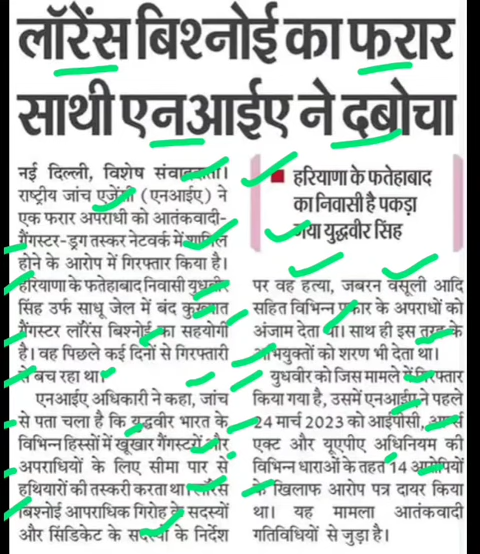 लॉरेंस बिश्नोई का फरार
साथी एनआईए ने दबोचा
नई दिल्ली, विशेष संवाददाता।
राष्ट्रीय जांच एजेंसी (एनआईए) ने
एक फरार अपराधी को आतंकवादी-
गैंगस्टर-ड्रग तस्कर नेटवर्क में शामिल
होने के आरोप में गिरफ्तार किया है।
हरियाणा के फतेहाबाद निवासी युधवीर
सिंह उर्फ साधू जेल में बंद कुख्यात
गैंगस्टर लॉरेंस बिश्नोई का सहयोगी
है। वह पिछले कई दिनों से गिरफ्तारी
से बच रहा था।
एनआईए अधिकारी ने कहा, जांच
से पता चला है कि युद्धवीर भारत के
विभिन्न हिस्सों में खूंखार गैंगस्टरों और
अपराधियों के लिए सीमा पार से
हथियारों की तस्करी करता था। लॉरेंस
बिश्नोई आपराधिक गिरोह के सदस्यों
और सिंडिकेट के सदस्यों के निर्देश
हरियाणा के फतेहाबाद
का निवासी है पकड़ा
गया युद्धवीर सिंह
पर वह हत्या, जबरन वसूली आदि
सहित विभिन्न प्रकार के अपराधों को
अंजाम देता था। साथ ही इस तरह के
अभियुक्तों को शरण भी देता था।
युधवीर को जिस मामले में गिरफ्तार
किया गया है, उसमें एनआईए ने पहले
24 मार्च 2023 को आईपीसी, आर्म्स
एक्ट और यूएपीए अधिनियम की
विभिन्न धाराओं के तहत 14 आरोपियों
के खिलाफ आरोप पत्र दायर किया
था। यह मामला आतंकवादी
गतिविधियों से जुड़ा है।